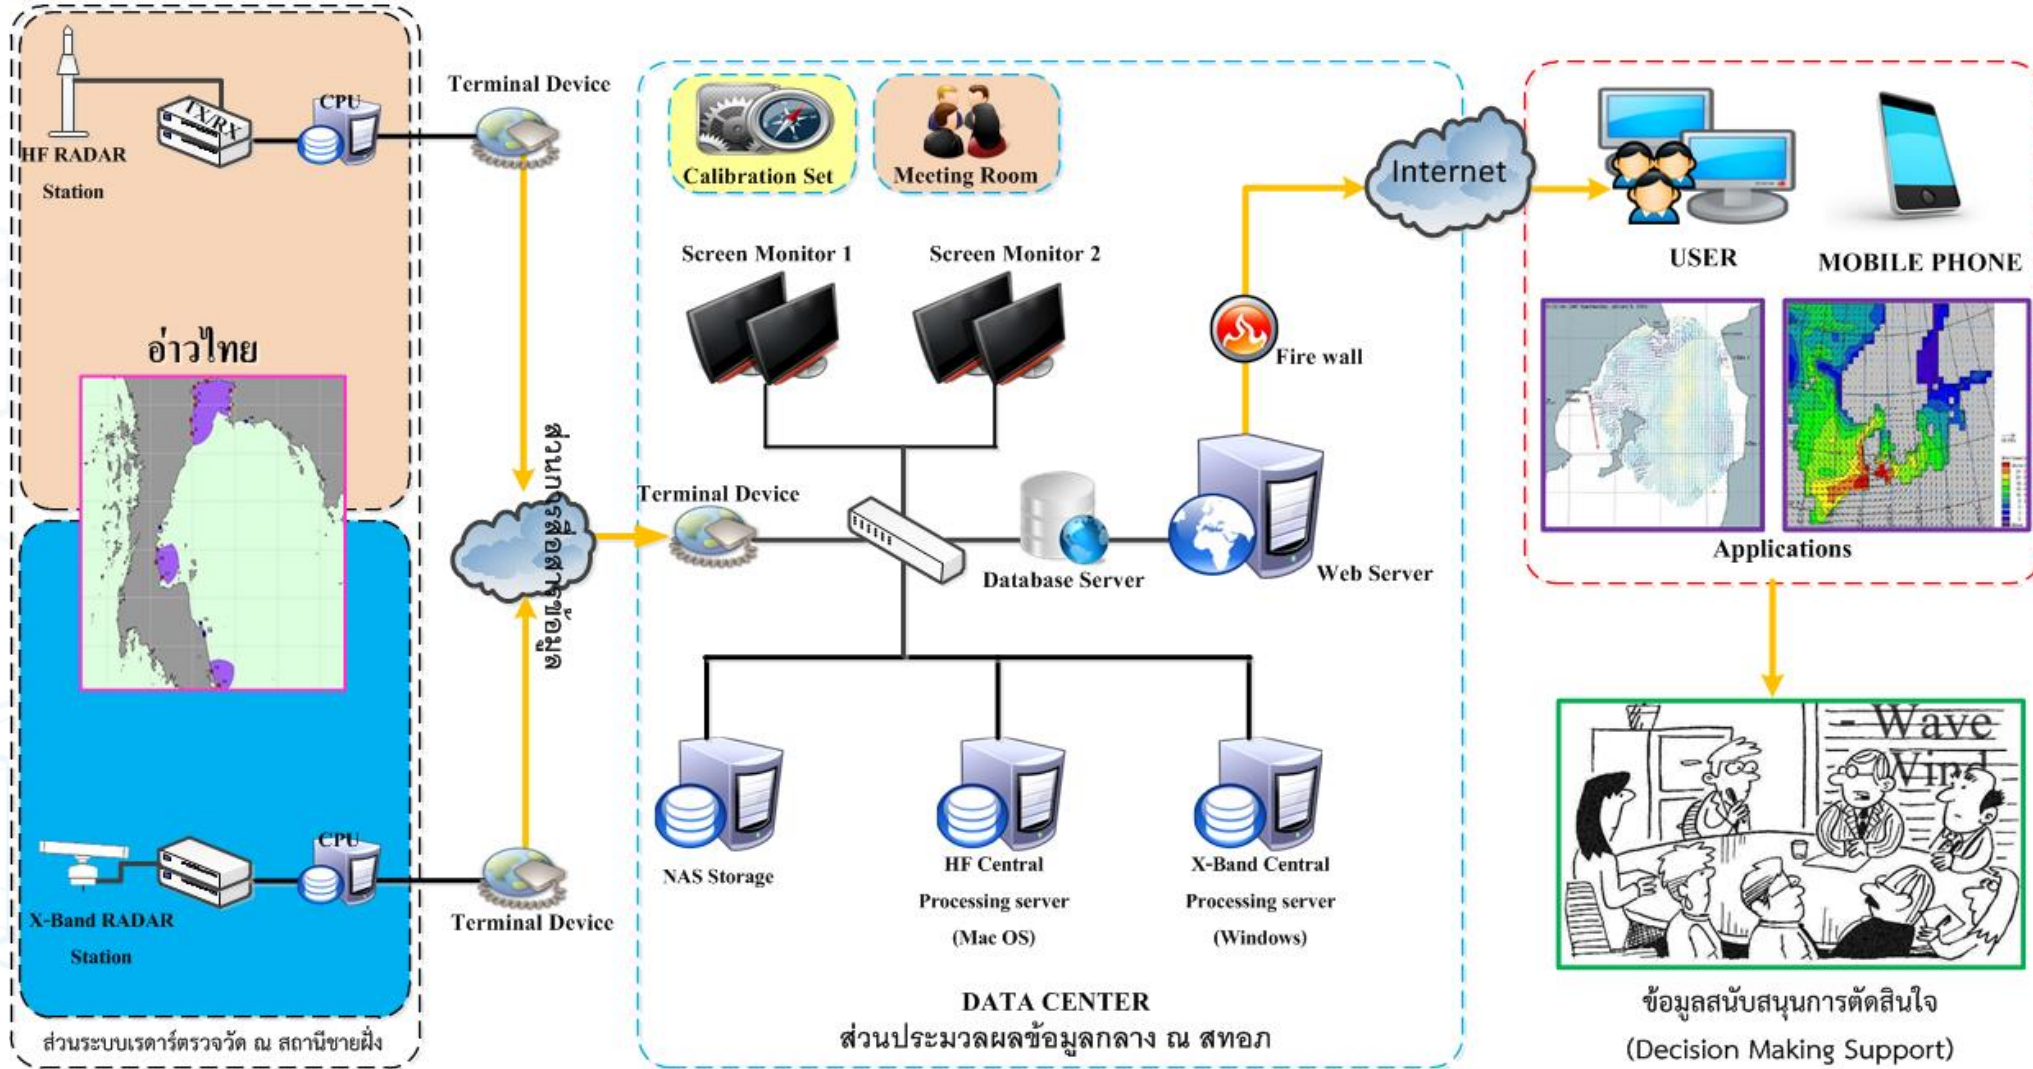 HF RADAR
Station
TX/RX
CPU
อ่าวไทย
X-Band RADAR
Station
CPU
ส่วนระบบเรดาร์ตรวจวัด ณ สถานีชายฝั่ง
Terminal Device
ส่วนการสื่อสารข้อมูล
Terminal Device
Calibration Set
Meeting Room
Screen Monitor 1
Screen Monitor 2
Terminal Device
Database Server
Web Server
Fire wall
NAS Storage
HF Central
Processing server
(Mac OS)
X-Band Central
Processing server
(Windows)
DATA CENTER
ส่วนประมวลผลข้อมูลกลาง ณ สทอภ
Internet
USER
MOBILE PHONE
Applications
- Wave
Wind
ข้อมูลสนับสนุนการตัดสินใจ
(Decision Making Support)